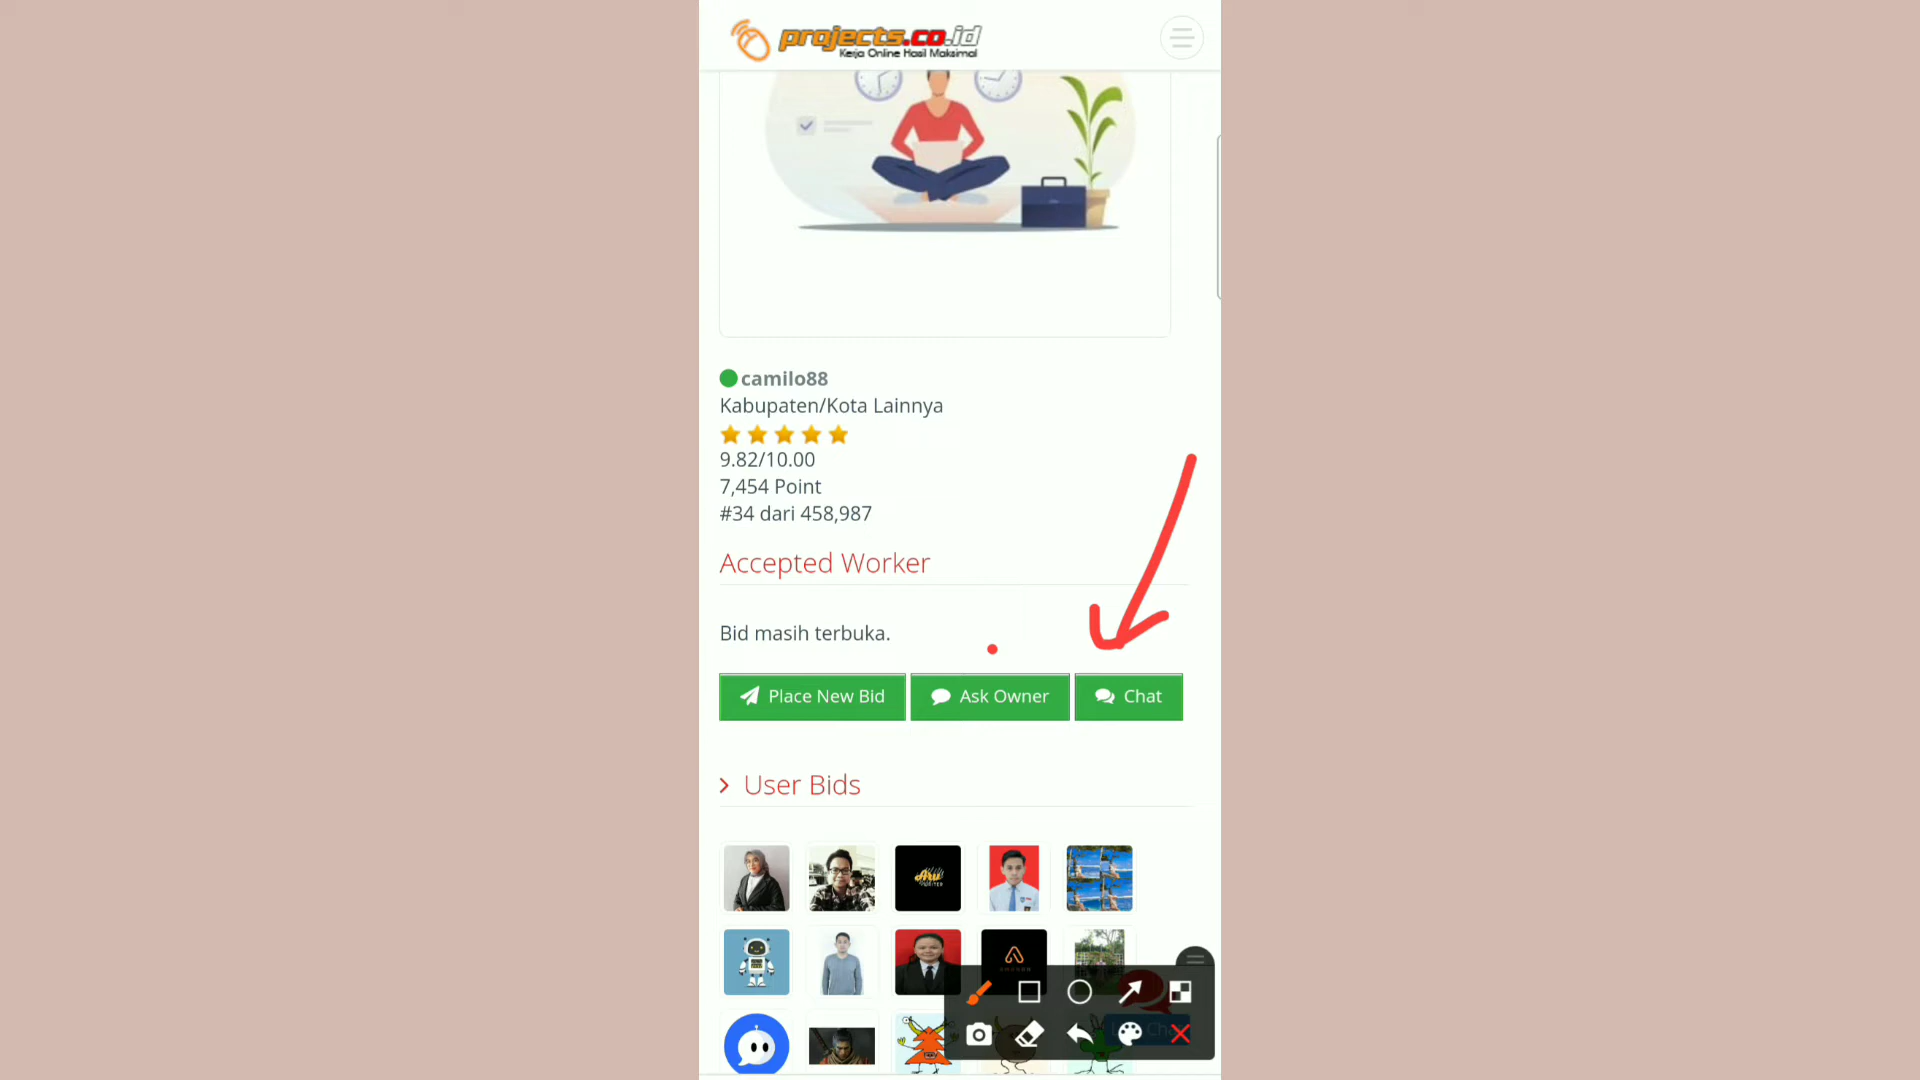 projects.co.id
Kerja Online Hasil Maksimal
camilo88
Kabupaten/Kota Lainnya
9.82/10.00
7,454 Point
#34 dari 458,987
Accepted Worker
Bid masih terbuka.
Place New Bid
Ask Owner
Chat
User Bids